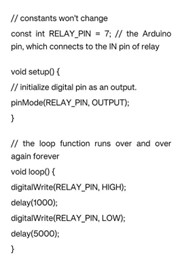 // constants won't change
const int RELAY_PIN = 7; // the Arduino
pin, which connects to the IN pin of relay
void setup() {
// initialize digital pin as an output.
pinMode(RELAY_PIN, OUTPUT);
}
// the loop function runs over and over
again forever
void loop() {
digitalWrite(RELAY_PIN, HIGH);
delay(1000);
digitalWrite(RELAY_PIN, LOW);
delay(5000);
}